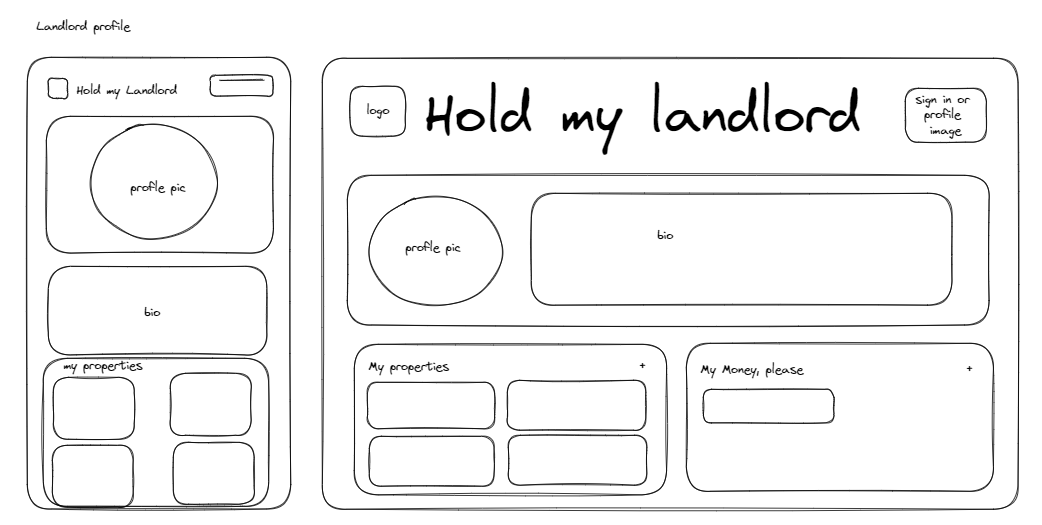 Landlord profile
Hold my Landlord
profile pic
bio
my properties
logo
Hold my landlord
Sign in or
profile
image
profile pic
bio
My properties
+
My Money, please
+